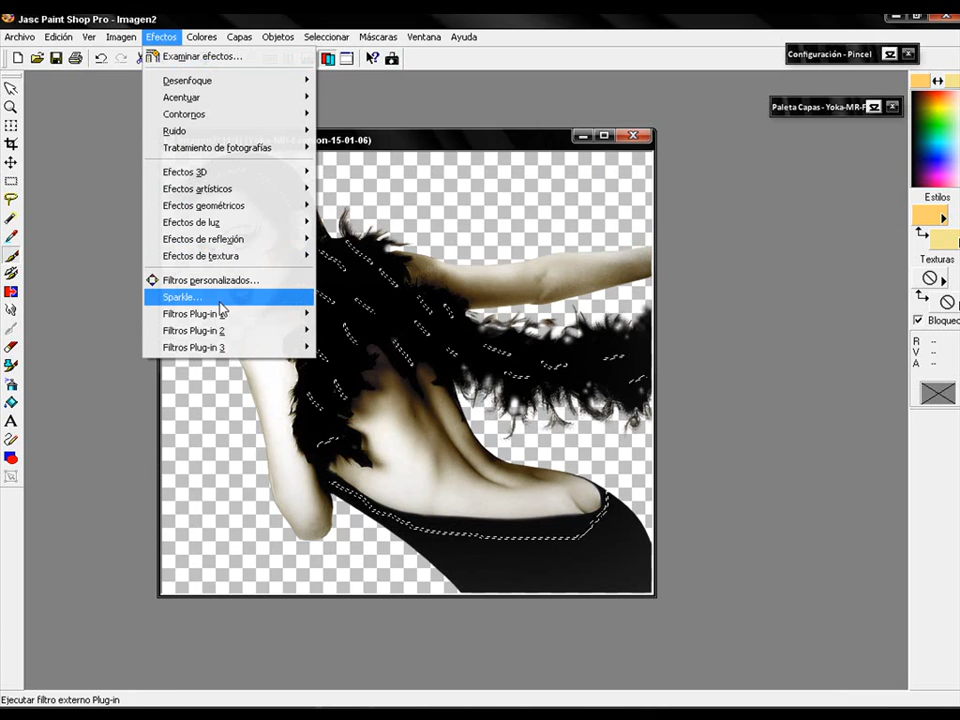 Jasc Paint Shop Pro - Imagen2
Archivo Edición Ver Imagen Efectos Colores Capas Objetos Seleccionar Máscaras Ventana Ayuda
Examinar efectos...
Configuración - Pincel
Desenfoque
Acentuar
Paleta Capas - Yoka-MR-F
Contornos
Ruido
-15-01-06)
Tratamiento de fotografías
Efectos 3D
Efectos artísticos
Estilos
Efectos geométricos
Efectos de luz
Efectos de reflexión
Efectos de textura
Texturas
Filtros personalizados...
Sparkle...
Filtros Plug-in
Bloqued
Filtros Plug-in 2
R --
Filtros Plug-in 3
V --
A --
Ejecutar filtro externo Plug-in